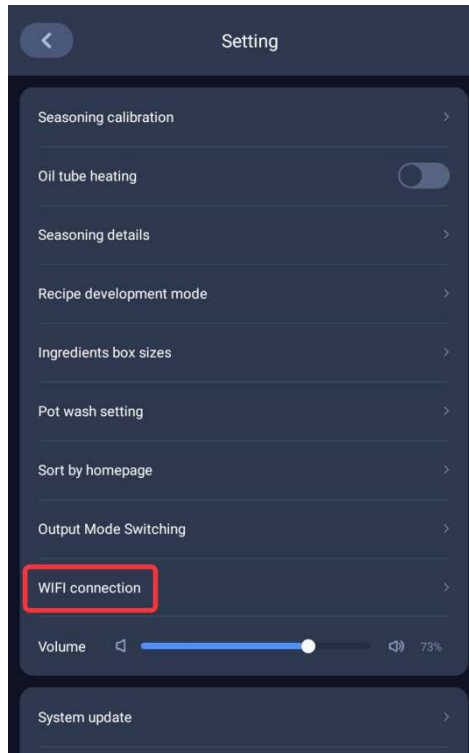 Setting
Seasoning calibration
Oil tube heating
Seasoning details
Recipe development mode
Ingredients box sizes
Pot wash setting
Sort by homepage
Output Mode Switching
WIFI connection
Volume 73%
System update